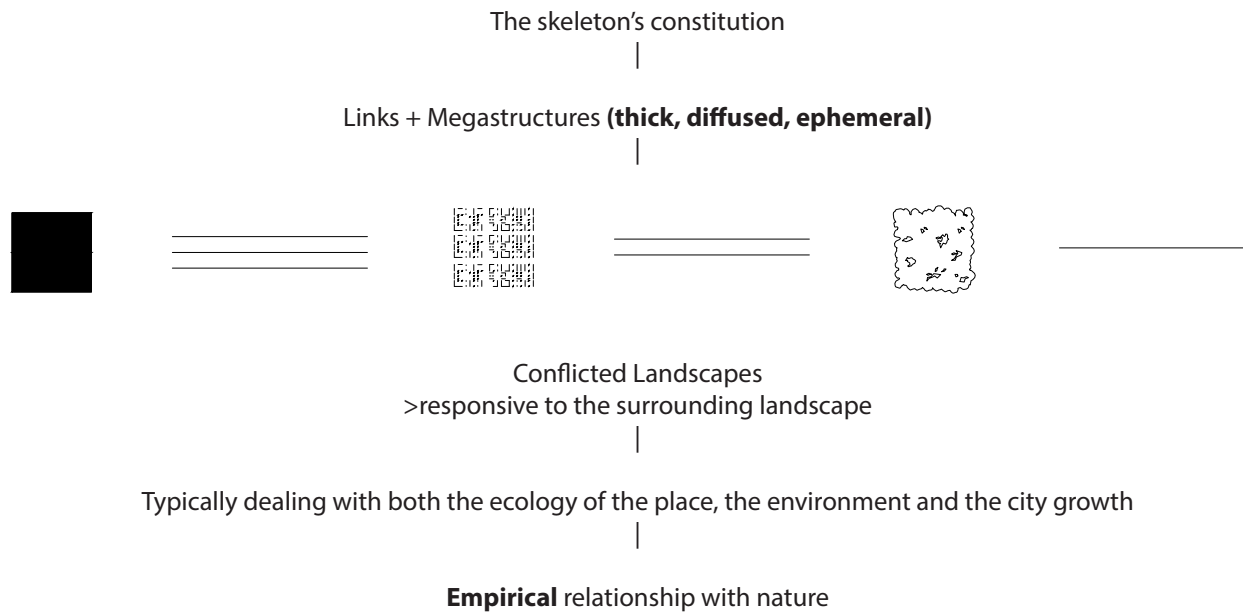 The skeleton’s constitution
Links + Megastructures (thick, diffused, ephemeral)
Conflicted Landscapes
>responsive to the surrounding landscape
Typically dealing with both the ecology of the place, the environment and the city growth
Empirical relationship with nature